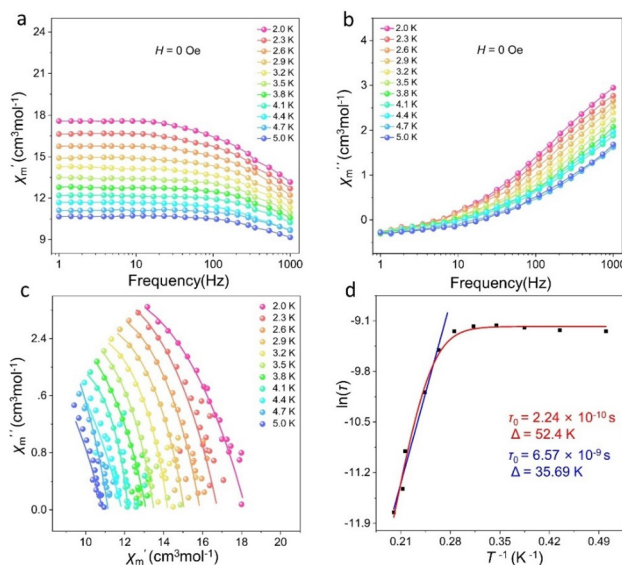 a
H = 0 Oe
2.0 K
2.3 K
2.6 K
2.9 K
3.2 K
3.5 K
3.8 K
4.1 K
4.4 K
4.7 K
5.0 K
24
21
18
15
12
9
1
10
100
1000
χm′ (cm³mol⁻¹)
Frequency(Hz)
b
H = 0 Oe
2.0 K
2.3 K
2.6 K
2.9 K
3.2 K
3.5 K
3.8 K
4.1 K
4.4 K
4.7 K
5.0 K
4
3
2
1
0
1
10
100
1000
χm′′ (cm³mol⁻¹)
Frequency(Hz)
c
2.0 K
2.3 K
2.6 K
2.9 K
3.2 K
3.5 K
3.8 K
4.1 K
4.4 K
4.7 K
5.0 K
2.4
.6
0.8
0.0
10
12
14
16
18
20
χm′′ (cm³mol⁻¹)
χm′ (cm³mol⁻¹)
d
-9.1
-9.8
-10.5
-11.2
-11.9
0.21
0.28
0.35
0.42
0.49
ln(τ)
T⁻¹ (K⁻¹)
τ₀ = 2.24 × 10⁻¹⁰ s
Δ = 52.4 K
τ₀ = 6.57 × 10⁻⁹ s
Δ = 35.69 K